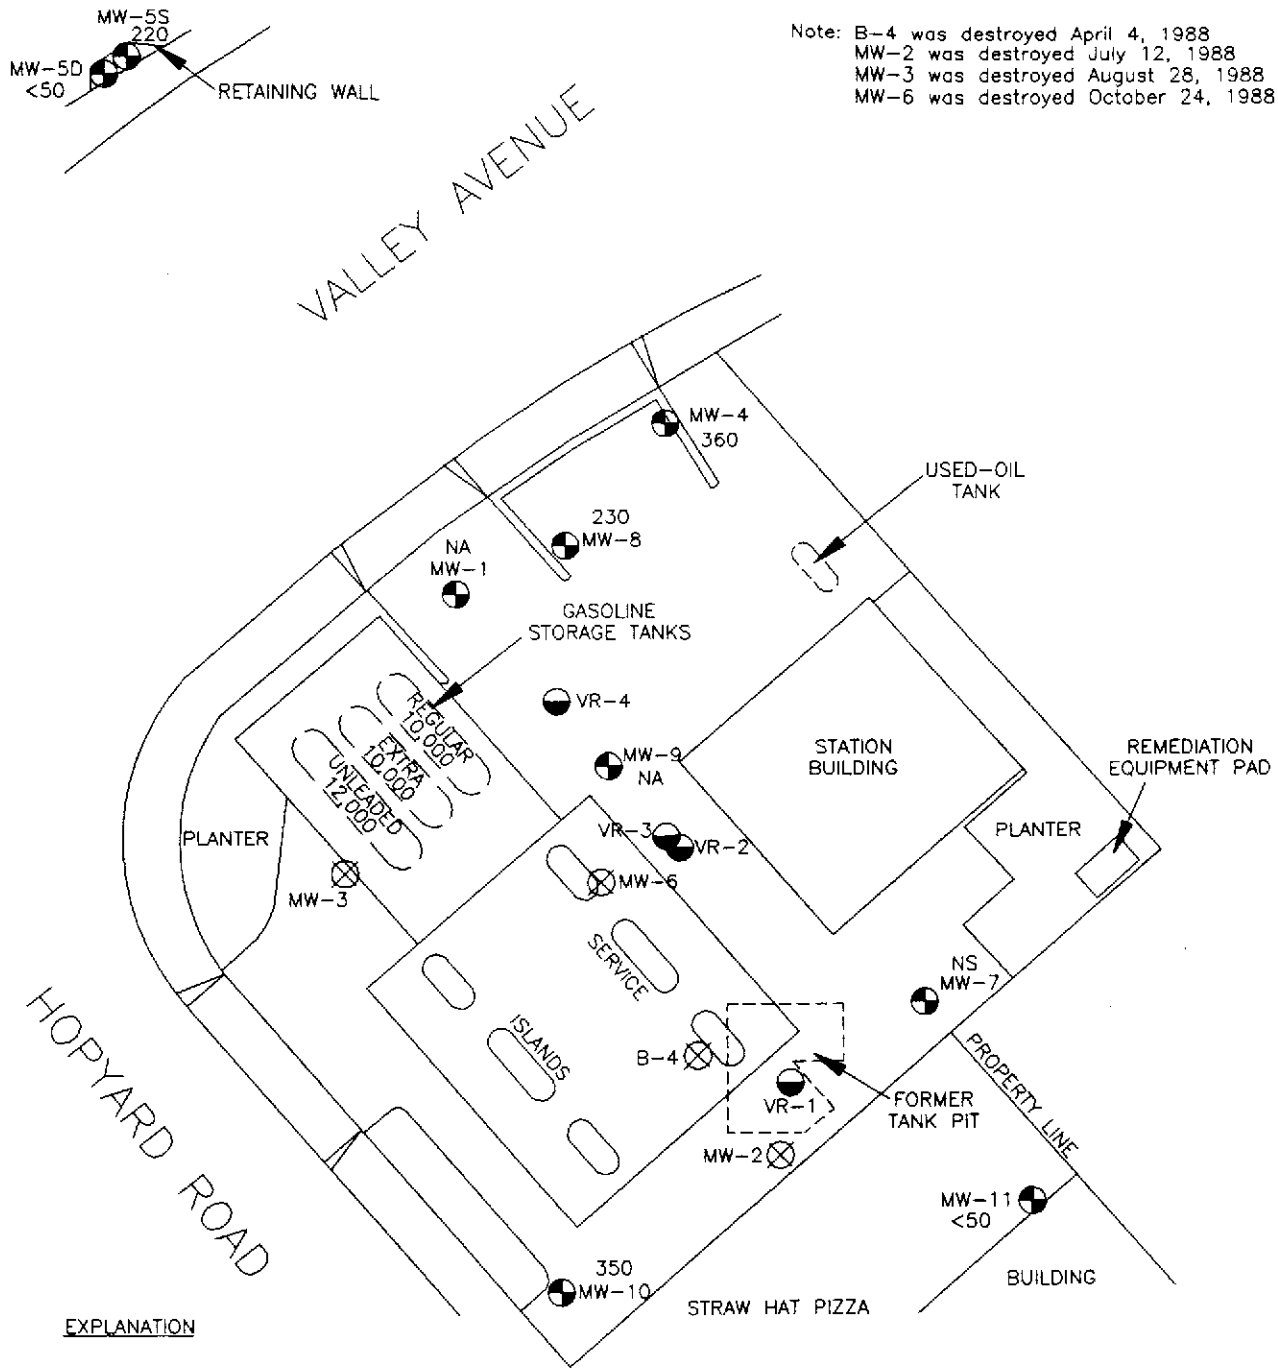 MW-5S
220
MW-5D
<50
RETAINING WALL
Note: B-4 was destroyed April 4, 1988
MW-2 was destroyed July 12, 1988
MW-3 was destroyed August 28, 1988
MW-6 was destroyed October 24, 1988
VALLEY AVENUE
MW-4
360
USED-OIL
TANK
230
MW-8
NA
MW-1
GASOLINE
STORAGE TANKS
REGULAR
10,000
EXTRA
10,000
UNLEADED
12,000
VR-4
MW-9
NA
STATION
BUILDING
REMEDIATION
EQUIPMENT PAD
PLANTER
VR-3
VR-2
PLANTER
MW-3
MW-6
SERVICE
ISLANDS
NS
MW-7
HOPYARD ROAD
B-4
VR-1
FORMER
TANK PIT
PROPERTY LINE
MW-2
MW-11
<50
350
MW-10
BUILDING
STRAW HAT PIZZA
EXPLANATION